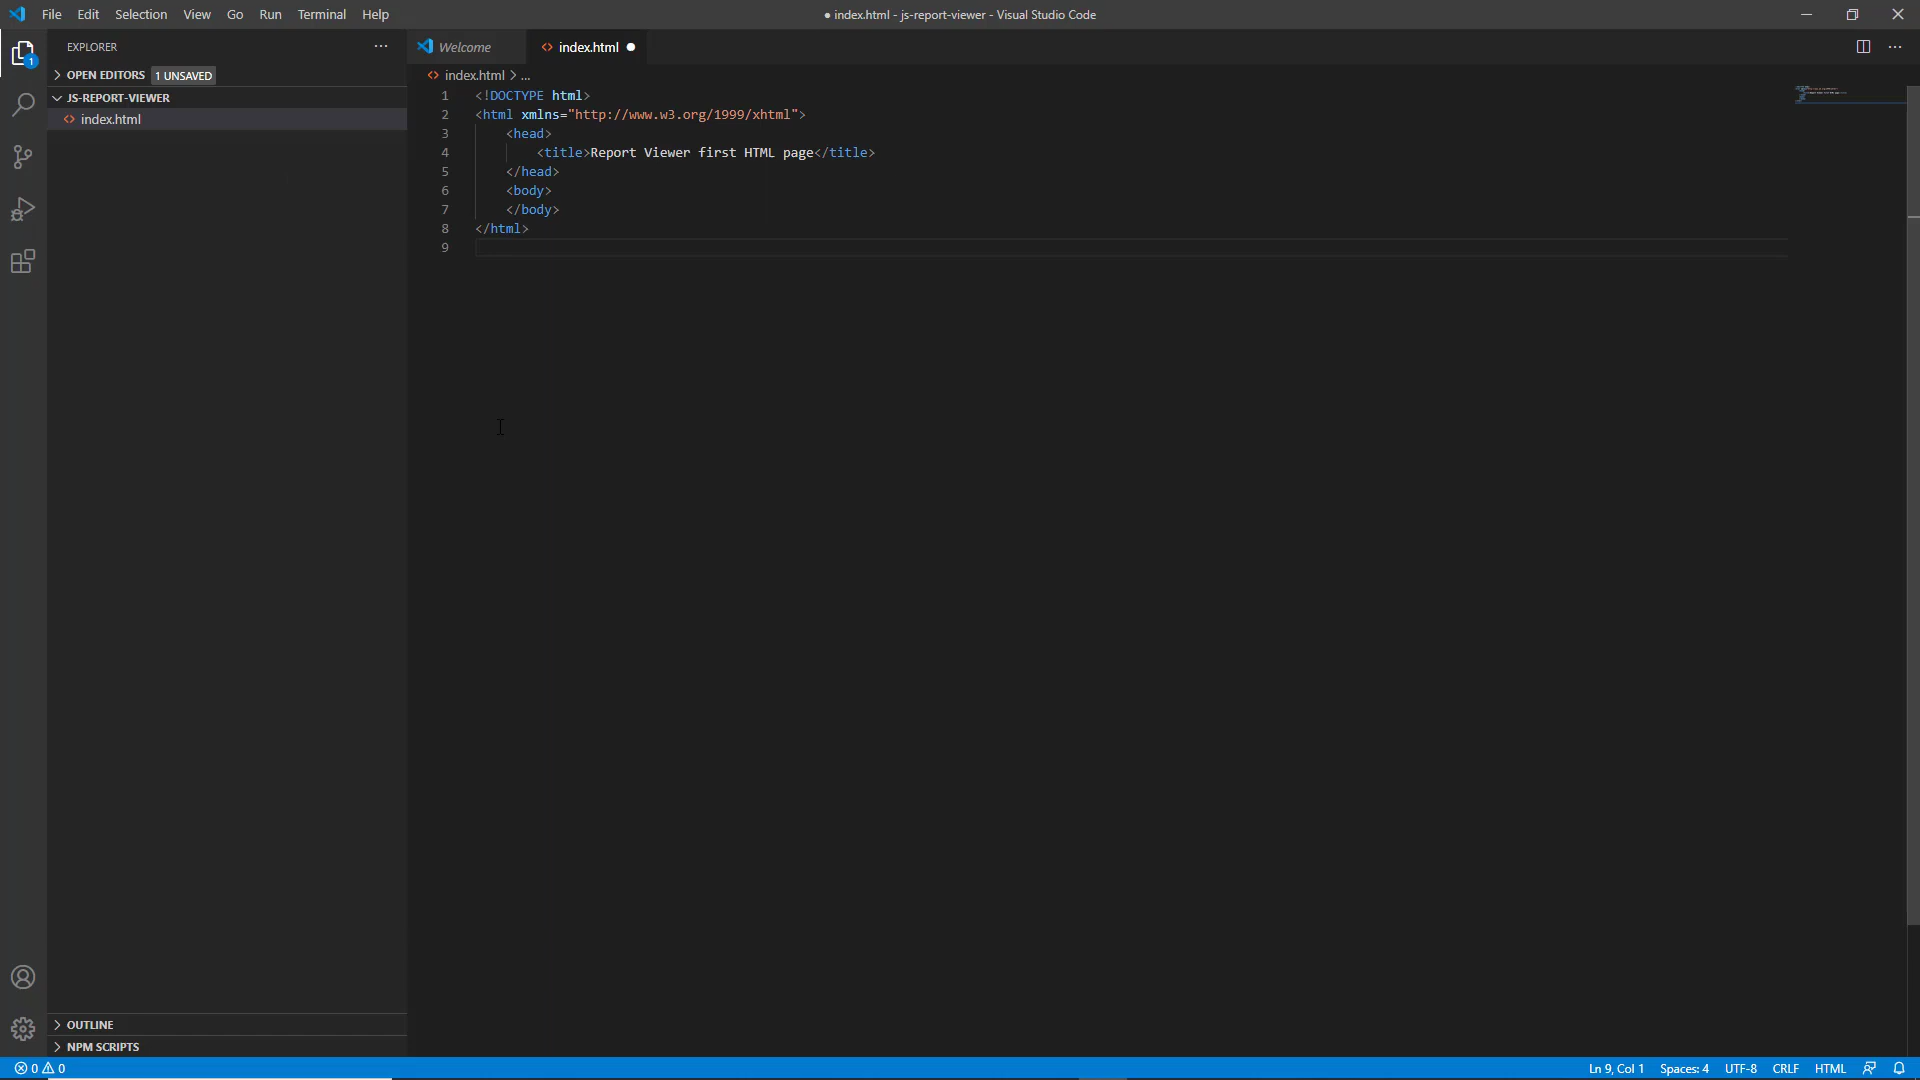 File Edit Selection View Go Run Terminal Help
● index.html - js-report-viewer - Visual Studio Code
EXPLORER
1
OPEN EDITORS 1 UNSAVED
JS-REPORT-VIEWER
index.html
OUTLINE
NPM SCRIPTS
Welcome
index.html
index.html > ...
1 <!DOCTYPE html>
2 <html xmlns="http://www.w3.org/1999/xhtml">
3 <head>
4 <title>Report Viewer first HTML page</title>
5 </head>
6 <body>
7 </body>
8 </html>
9
0 0
Ln 9, Col 1 Spaces: 4 UTF-8 CRLF HTML